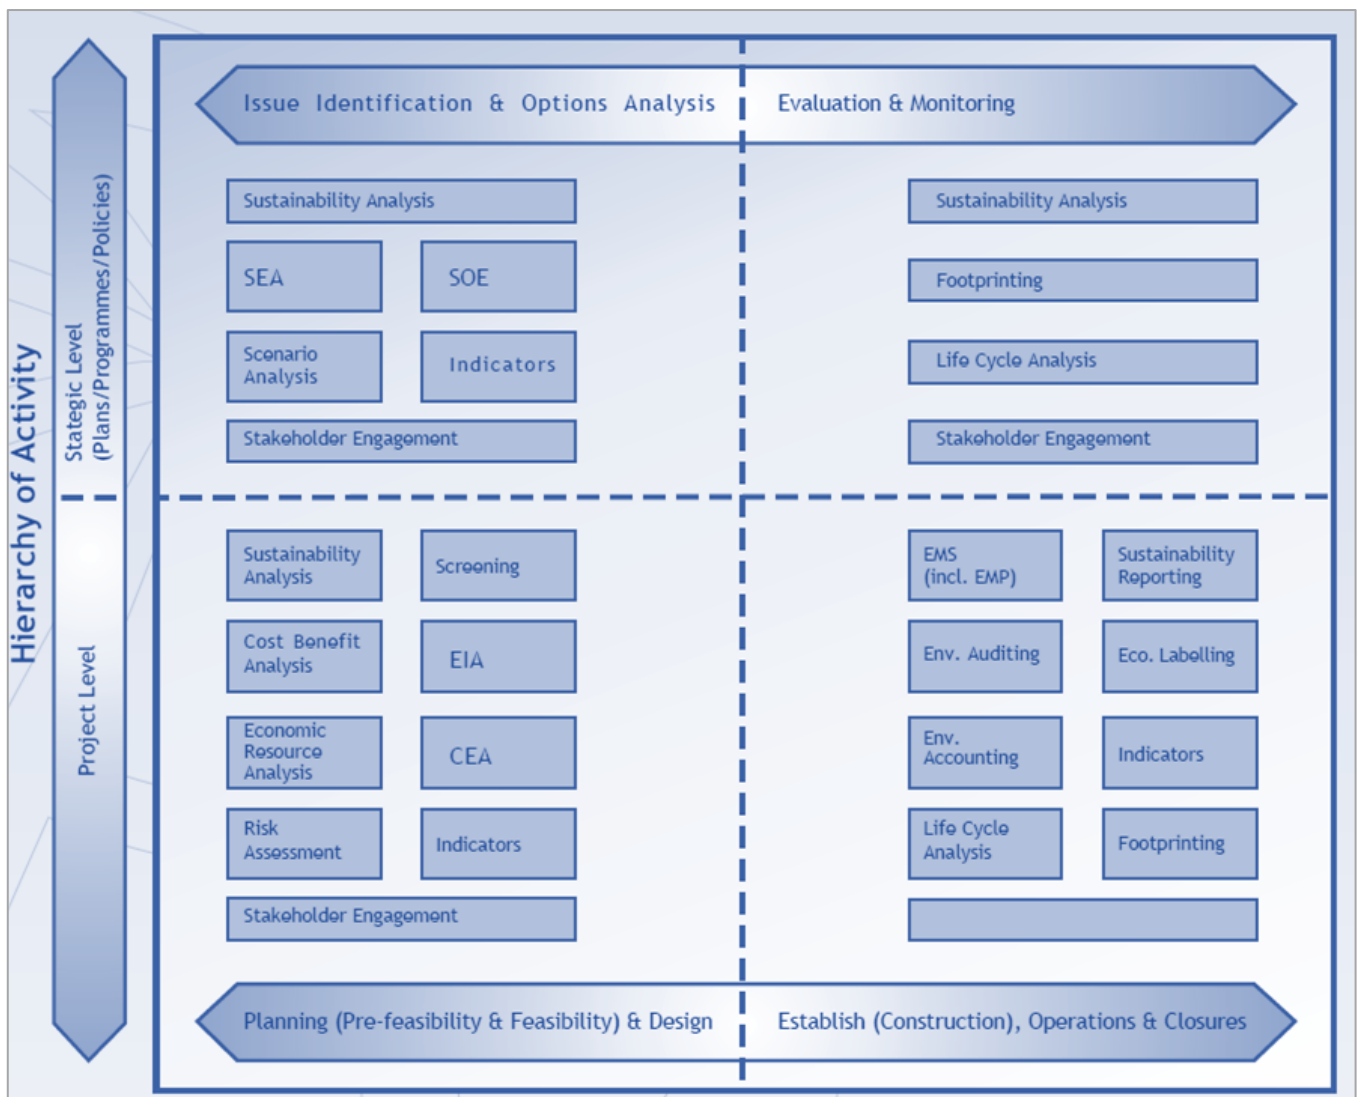 Hierarchy of Activity
Stategic Level
(Plans/Programmes/Policies)
Project Level
Issue Identification & Options Analysis
Evaluation & Monitoring
Sustainability Analysis
SEA
SOE
Scenario
Analysis
Indicators
Stakeholder Engagement
Sustainability Analysis
Footprinting
Life Cycle Analysis
Stakeholder Engagement
Sustainability
Analysis
Screening
Cost Benefit
Analysis
EIA
Economic
Resource
Analysis
CEA
Risk
Assessment
Indicators
Stakeholder Engagement
EMS
(incl. EMP)
Sustainability
Reporting
Env. Auditing
Eco. Labelling
Env.
Accounting
Indicators
Life Cycle
Analysis
Footprinting
Planning (Pre-feasibility & Feasibility) & Design
Establish (Construction), Operations & Closures